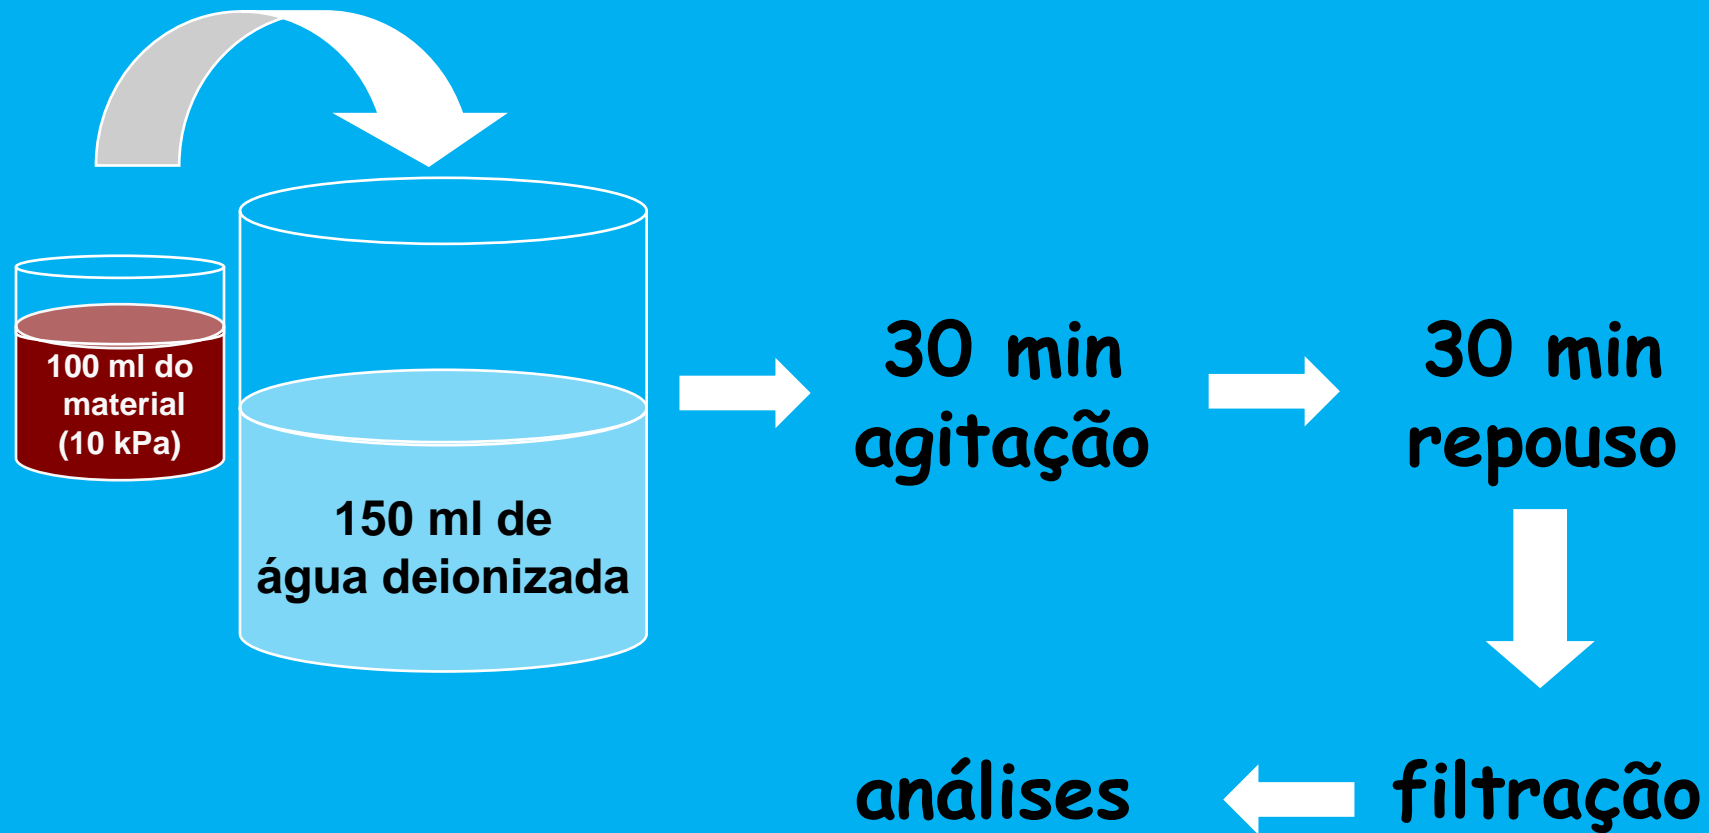 100 ml do
material
(10 kPa)
150 ml de
água deionizada
30 min
agitação
30 min
repouso
filtração
análises